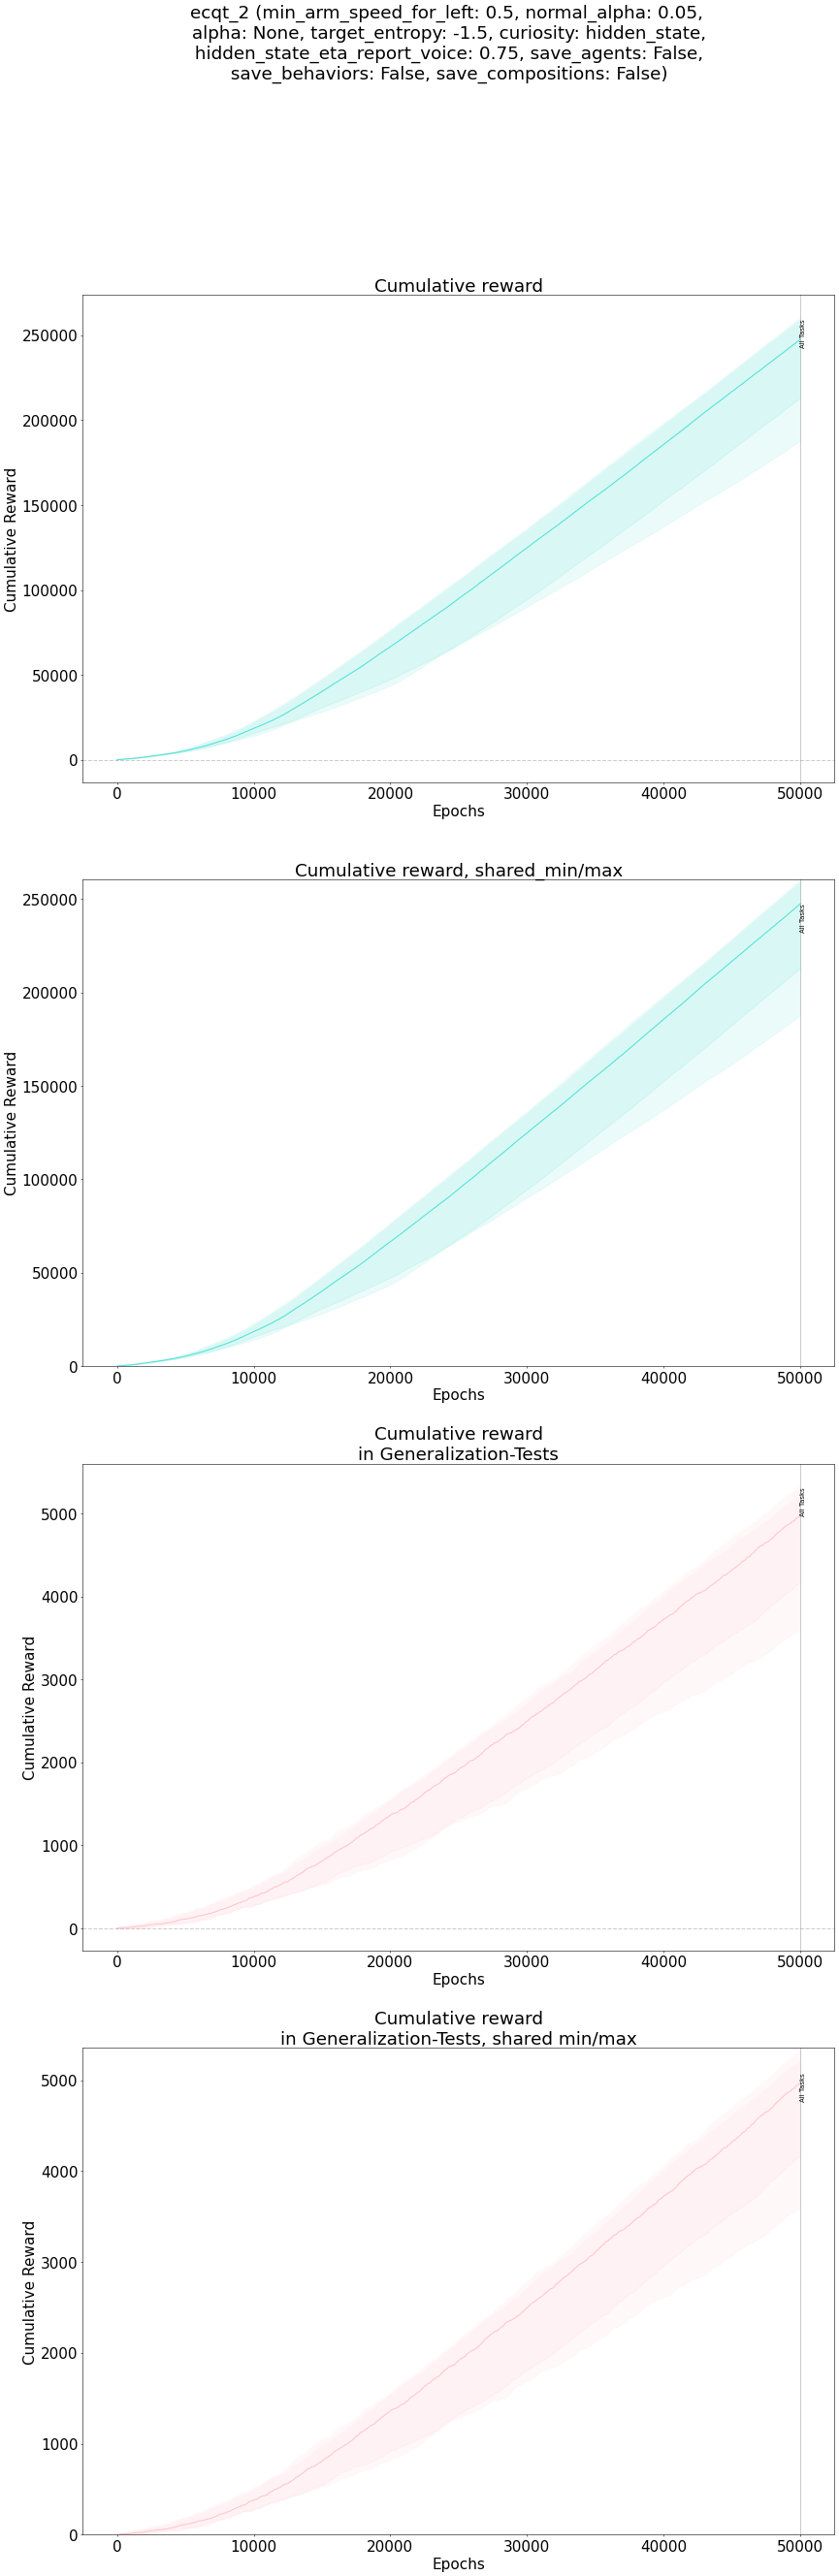 ecqt_2 (min_arm_speed_for_left: 0.5, normal_alpha: 0.05,
alpha: None, target_entropy: -1.5, curiosity: hidden_state,
hidden_state_eta_report_voice: 0.75, save_agents: False,
save_behaviors: False, save_compositions: False)
Cumulative reward
250000
200000
150000
100000
50000
0
Cumulative Reward
All Tasks
0 10000 20000 30000 40000 50000
Epochs
Cumulative reward, shared_min/max
250000
200000
150000
100000
50000
0
Cumulative Reward
All Tasks
0 10000 20000 30000 40000 50000
Epochs
Cumulative reward
in Generalization-Tests
5000
4000
3000
2000
1000
0
Cumulative Reward
All Tasks
0 10000 20000 30000 40000 50000
Epochs
Cumulative reward
in Generalization-Tests, shared min/max
5000
4000
3000
2000
1000
0
Cumulative Reward
All Tasks
0 10000 20000 30000 40000 50000
Epochs